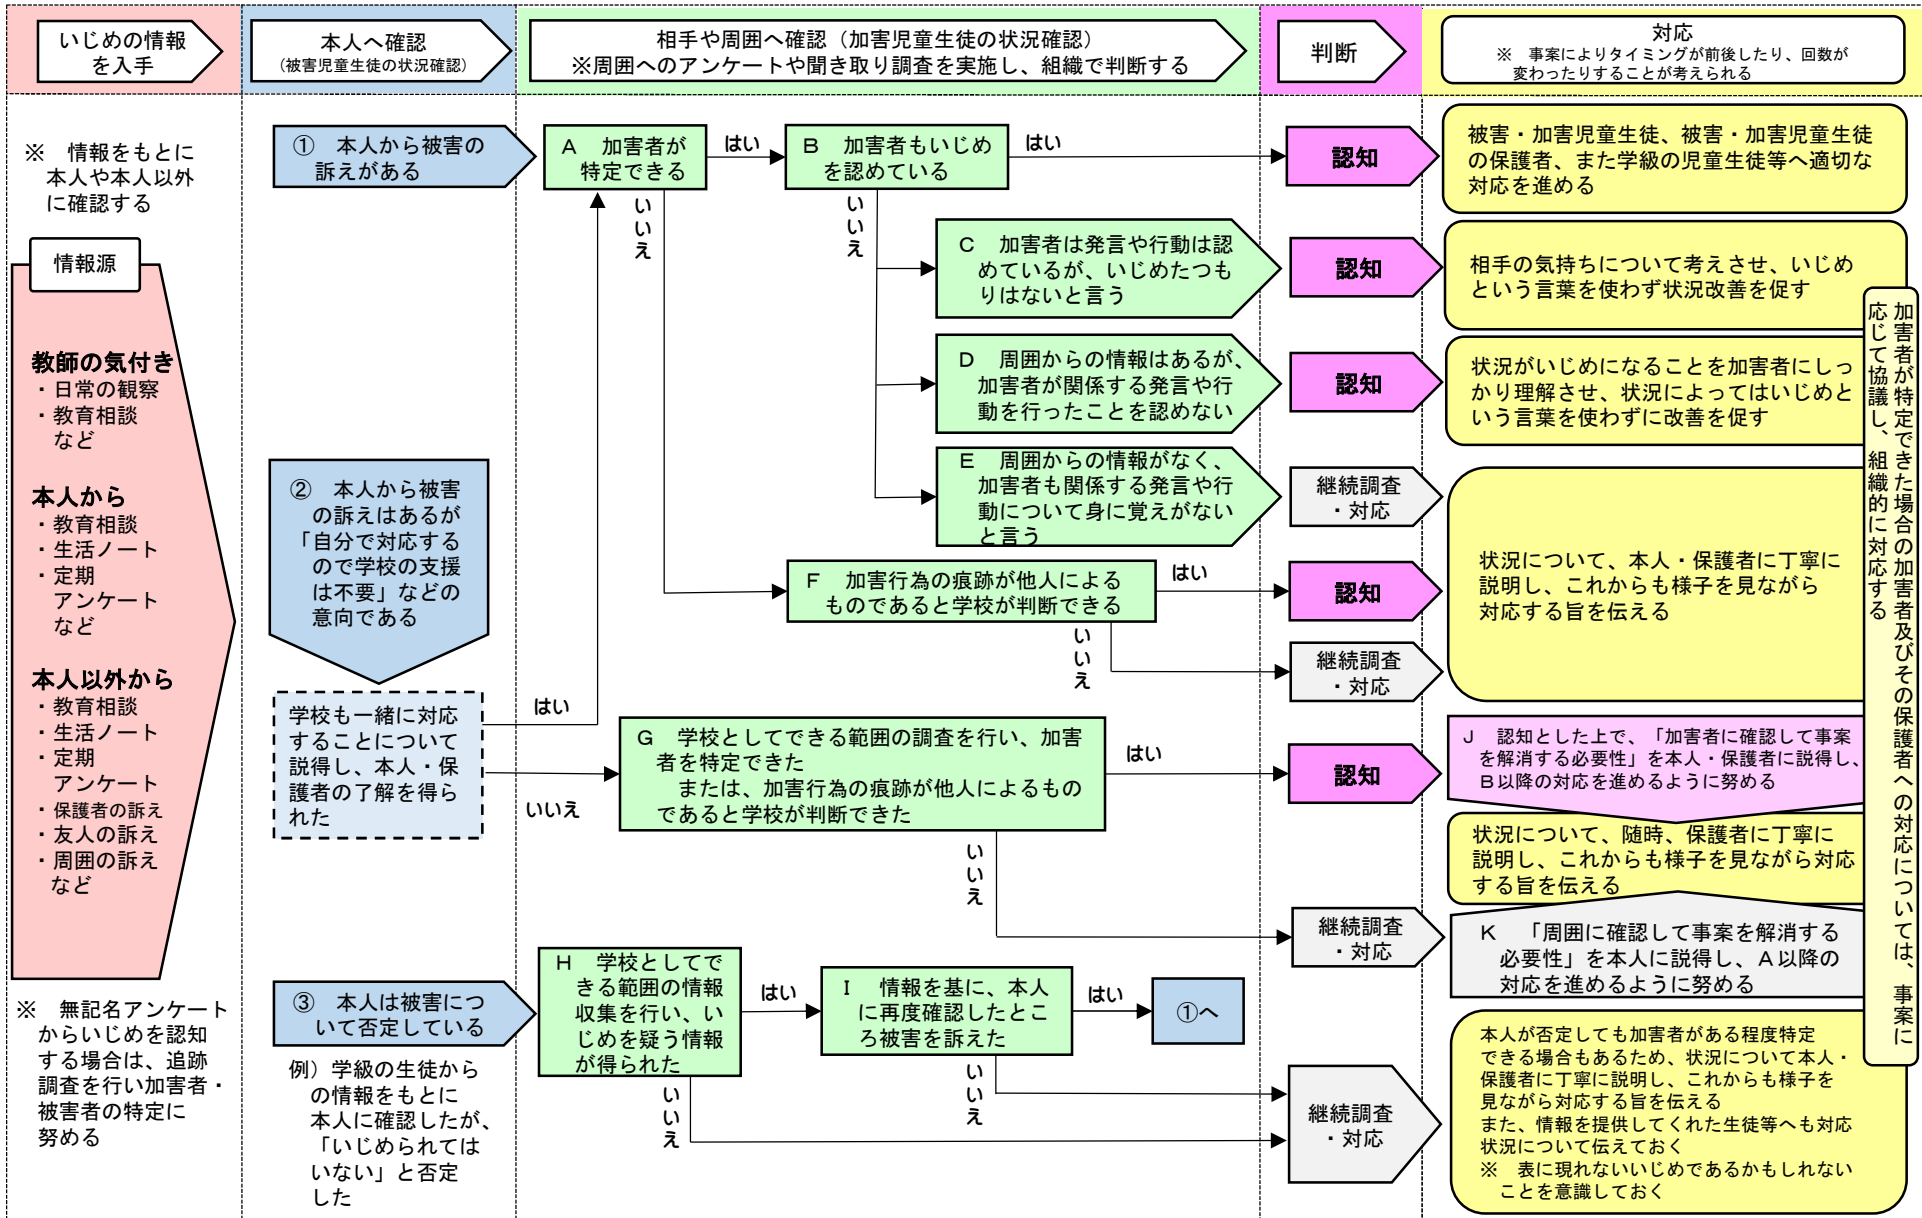 いじめの情報
を入手
本人へ確認
(被害児童生徒の状況確認)
相手や周囲へ確認（加害児童生徒の状況確認）
※周囲へのアンケートや聞き取り調査を実施し、組織で判断する
判断
対応
※　事案によりタイミングが前後したり、回数が
変わったりすることが考えられる
※　情報をもとに
本人や本人以外
に確認する
情報源
教師の気付き
・日常の観察
・教育相談
など
本人から
・教育相談
・生活ノート
・定期
アンケート
など
本人以外から
・教育相談
・生活ノート
・定期
アンケート
・保護者の訴え
・友人の訴え
・周囲の訴え
など
※　無記名アンケート
からいじめを認知
する場合は、追跡
調査を行い加害者・
被害者の特定に
努める
①　本人から被害の
訴えがある
②　本人から被害
の訴えはあるが
「自分で対応する
ので学校の支援
は不要」などの
意向である
学校も一緒に対応
することについて
説得し、本人・保
護者の了解を得ら
れた
はい
いいえ
③　本人は被害につ
いて否定している
例）学級の生徒から
の情報をもとに
本人に確認したが、
「いじめられては
いない」と否定
した
Ａ　加害者が
特定できる
はい
いいえ
Ｂ　加害者もいじめ
を認めている
はい
いいえ
Ｃ　加害者は発言や行動は認
めているが、いじめたつも
りはないと言う
Ｄ　周囲からの情報はあるが、
加害者が関係する発言や行
動を行ったことを認めない
Ｅ　周囲からの情報がなく、
加害者も関係する発言や行
動について身に覚えがない
と言う
Ｆ　加害行為の痕跡が他人による
ものであると学校が判断できる
はい
いいえ
Ｇ　学校としてできる範囲の調査を行い、加害
者を特定できた
または、加害行為の痕跡が他人によるもの
であると学校が判断できた
はい
いいえ
Ｈ　学校としてで
きる範囲の情報
収集を行い、い
じめを疑う情報
が得られた
はい
いいえ
Ｉ　情報を基に、本人
に再度確認したとこ
ろ被害を訴えた
はい
いいえ
①へ
認知
認知
認知
継続調査
・対応
認知
継続調査
・対応
認知
継続調査
・対応
継続調査
・対応
被害・加害児童生徒、被害・加害児童生徒
の保護者、また学級の児童生徒等へ適切な
対応を進める
相手の気持ちについて考えさせ、いじめ
という言葉を使わず状況改善を促す
状況がいじめになることを加害者にしっ
かり理解させ、状況によってはいじめと
いう言葉を使わずに改善を促す
状況について、本人・保護者に丁寧に
説明し、これからも様子を見ながら
対応する旨を伝える
Ｊ　認知とした上で、「加害者に確認して事案
を解消する必要性」を本人・保護者に説得し、
Ｂ以降の対応を進めるように努める
状況について、随時、保護者に丁寧に
説明し、これからも様子を見ながら対応
する旨を伝える
Ｋ　「周囲に確認して事案を解消する
必要性」を本人に説得し、Ａ以降の
対応を進めるように努める
本人が否定しても加害者がある程度特定
できる場合もあるため、状況について本人・
保護者に丁寧に説明し、これからも様子を
見ながら対応する旨を伝える
また、情報を提供してくれた生徒等へも対応
状況について伝えておく
※　表に現れないいじめであるかもしれない
ことを意識しておく
加害者が特定できた場合の加害者及びその保護者への対応については、事案に
応じて協議し、組織的に対応する